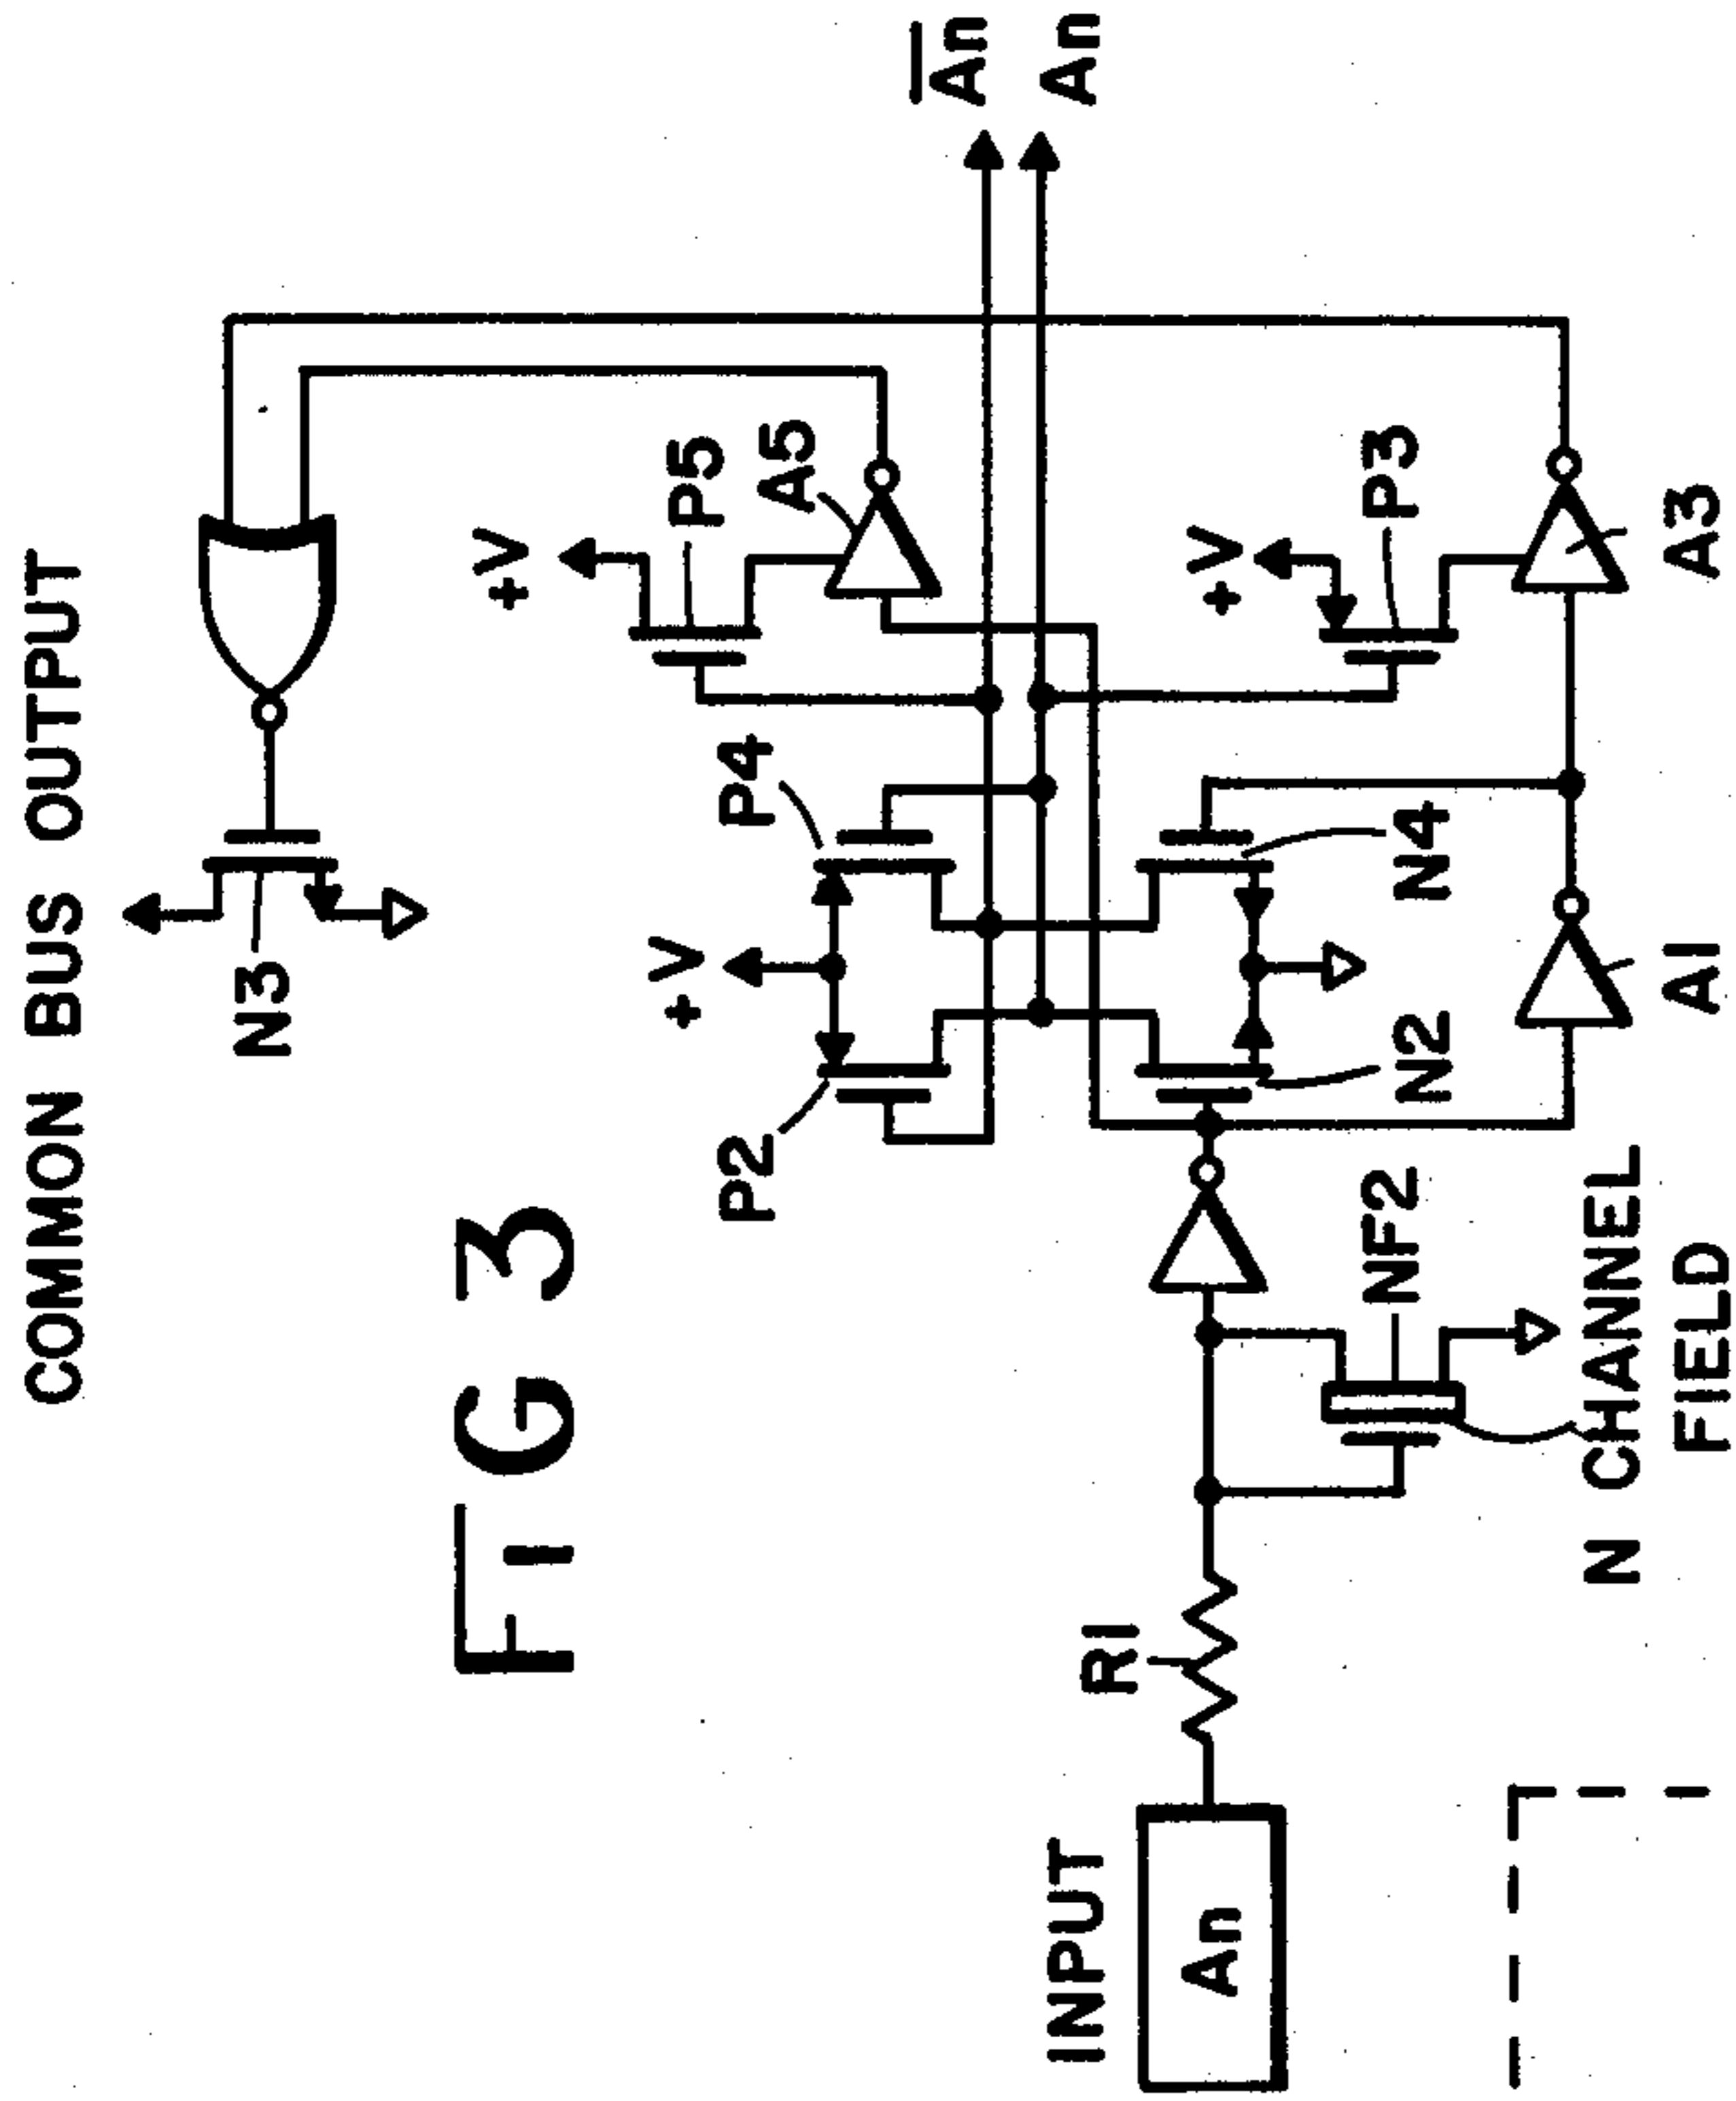 COMMON BUS OUTPUT
N3
FIG 3
+V
P5
A5
P2
P4
+V
An
An
INPUT
An
R1
N2
N4
+V
P3
NF2
N CHANNEL
FIELD
A1
A3